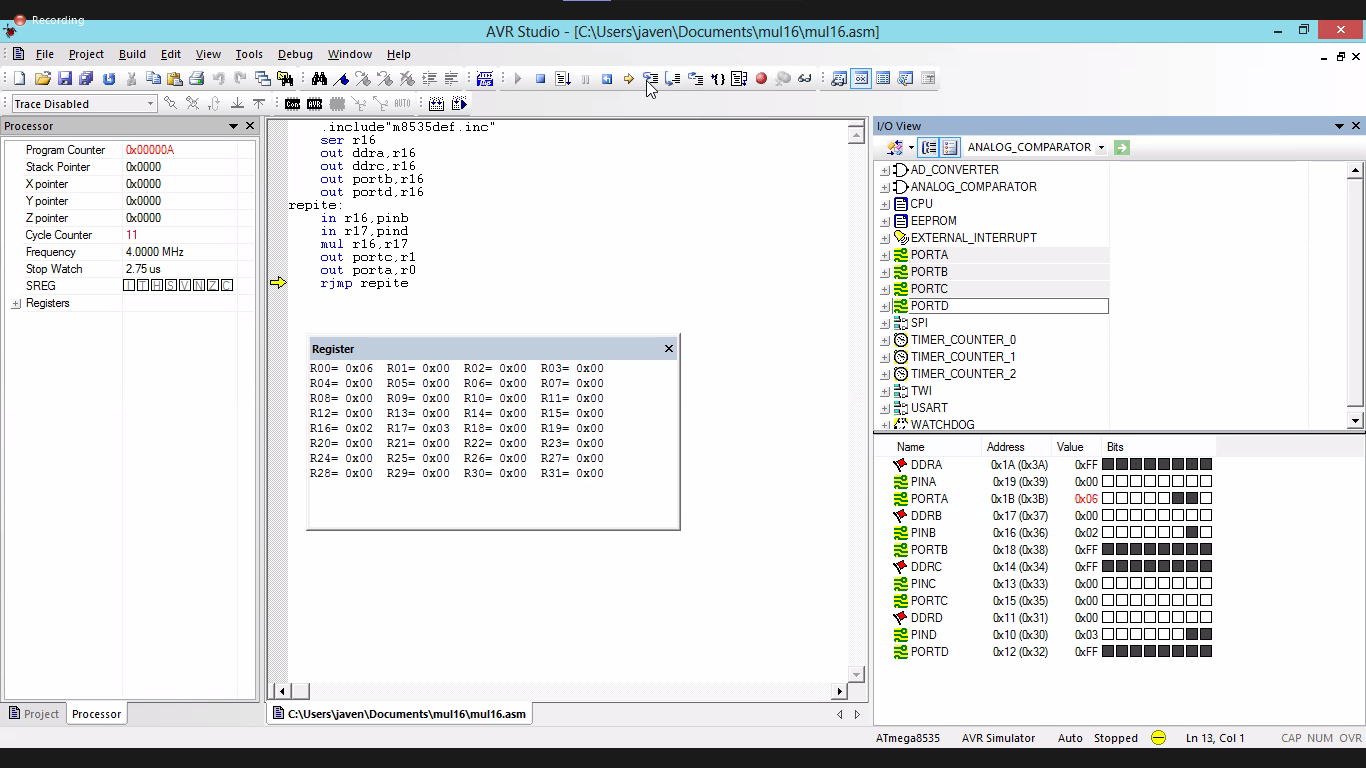 Recording
AVR Studio - [C:\Users\javen\Documents\mul16\mul16.asm]
File Project Build Edit View Tools Debug Window Help
Trace Disabled
Con AVR AUTO
Processor
Program Counter 0x00000A
Stack Pointer 0x0000
X pointer 0x0000
Y pointer 0x0000
Z pointer 0x0000
Cycle Counter 11
Frequency 4.0000 MHz
Stop Watch 2.75 us
SREG I T H S V N Z C
Registers
Project Processor
.include"m8535def.inc"
ser r16
out ddra,r16
out ddrc,r16
out portb,r16
out portd,r16
repite:
in r16,pinb
in r17,pind
mul r16,r17
out portc,r1
out porta,r0
rjmp repite
Register
R00= 0x06 R01= 0x00 R02= 0x00 R03= 0x00
R04= 0x00 R05= 0x00 R06= 0x00 R07= 0x00
R08= 0x00 R09= 0x00 R10= 0x00 R11= 0x00
R12= 0x00 R13= 0x00 R14= 0x00 R15= 0x00
R16= 0x02 R17= 0x03 R18= 0x00 R19= 0x00
R20= 0x00 R21= 0x00 R22= 0x00 R23= 0x00
R24= 0x00 R25= 0x00 R26= 0x00 R27= 0x00
R28= 0x00 R29= 0x00 R30= 0x00 R31= 0x00
C:\Users\javen\Documents\mul16\mul16.asm
I/O View
ANALOG_COMPARATOR
AD_CONVERTER
ANALOG_COMPARATOR
CPU
EEPROM
EXTERNAL_INTERRUPT
PORTA
PORTB
PORTC
PORTD
SPI
TIMER_COUNTER_0
TIMER_COUNTER_1
TIMER_COUNTER_2
TWI
USART
WATCHDOG
Name Address Value Bits
DDRA 0x1A (0x3A) 0xFF
PINA 0x19 (0x39) 0x00
PORTA 0x1B (0x3B) 0x06
DDRB 0x17 (0x37) 0x00
PINB 0x16 (0x36) 0x02
PORTB 0x18 (0x38) 0xFF
DDRC 0x14 (0x34) 0xFF
PINC 0x13 (0x33) 0x00
PORTC 0x15 (0x35) 0x00
DDRD 0x11 (0x31) 0x00
PIND 0x10 (0x30) 0x03
PORTD 0x12 (0x32) 0xFF
ATmega8535 AVR Simulator Auto Stopped Ln 13, Col 1 CAP NUM OVR